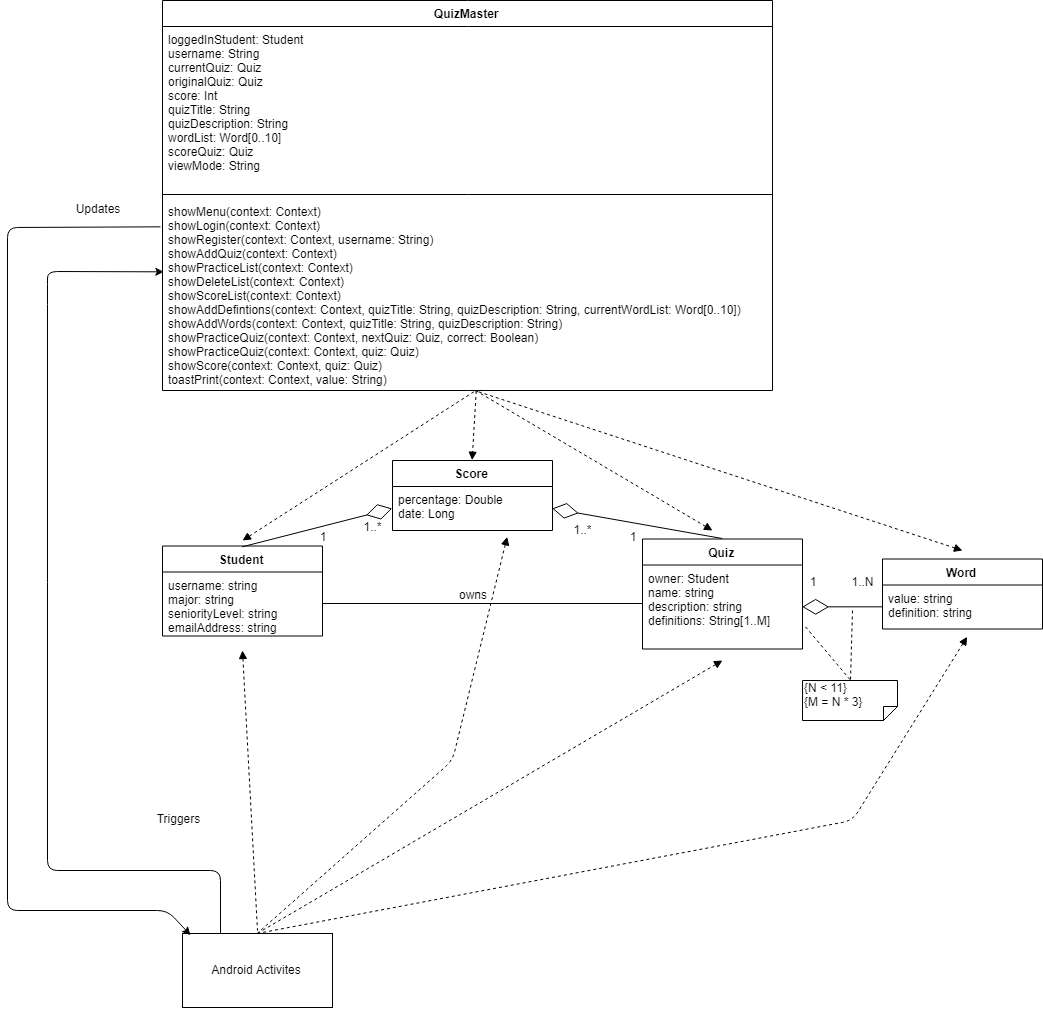 QuizMaster
loggedInStudent: Student
username: String
currentQuiz: Quiz
originalQuiz: Quiz
score: Int
quizTitle: String
quizDescription: String
wordList: Word[0..10]
scoreQuiz: Quiz
viewMode: String
Updates
showMenu(context: Context)
showLogin(context: Context)
showRegister(context: Context, username: String)
showAddQuiz(context: Context)
showPracticeList(context: Context)
showDeleteList(context: Context)
showScoreList(context: Context)
showAddDefintions(context: Context, quizTitle: String, quizDescription: String, currentWordList: Word[0..10])
showAddWords(context: Context, quizTitle: String, quizDescription: String)
showPracticeQuiz(context: Context, nextQuiz: Quiz, correct: Boolean)
showPracticeQuiz(context: Context, quiz: Quiz)
showScore(context: Context, quiz: Quiz)
toastPrint(context: Context, value: String)
Score
percentage: Double
date: Long
1..*
1..*
1
1
Student
username: string
major: string
seniorityLevel: string
emailAddress: string
owns
Quiz
owner: Student
name: string
description: string
definitions: String[1..M]
1
1..N
Word
value: string
definition: string
{N < 11}
{M = N * 3}
Triggers
Android Activites